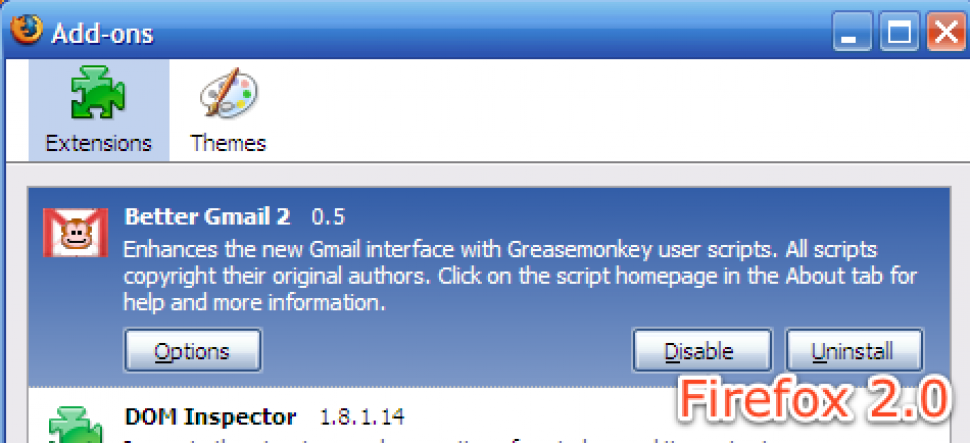 Add-ons
Extensions
Themes
Better Gmail 2 0.5
Enhances the new Gmail interface with Greasemonkey user scripts. All scripts
copyright their original authors. Click on the script homepage in the About tab for
help and more information.
Options
Disable
Uninstall
Firefox 2.0
DOM Inspector 1.8.1.14